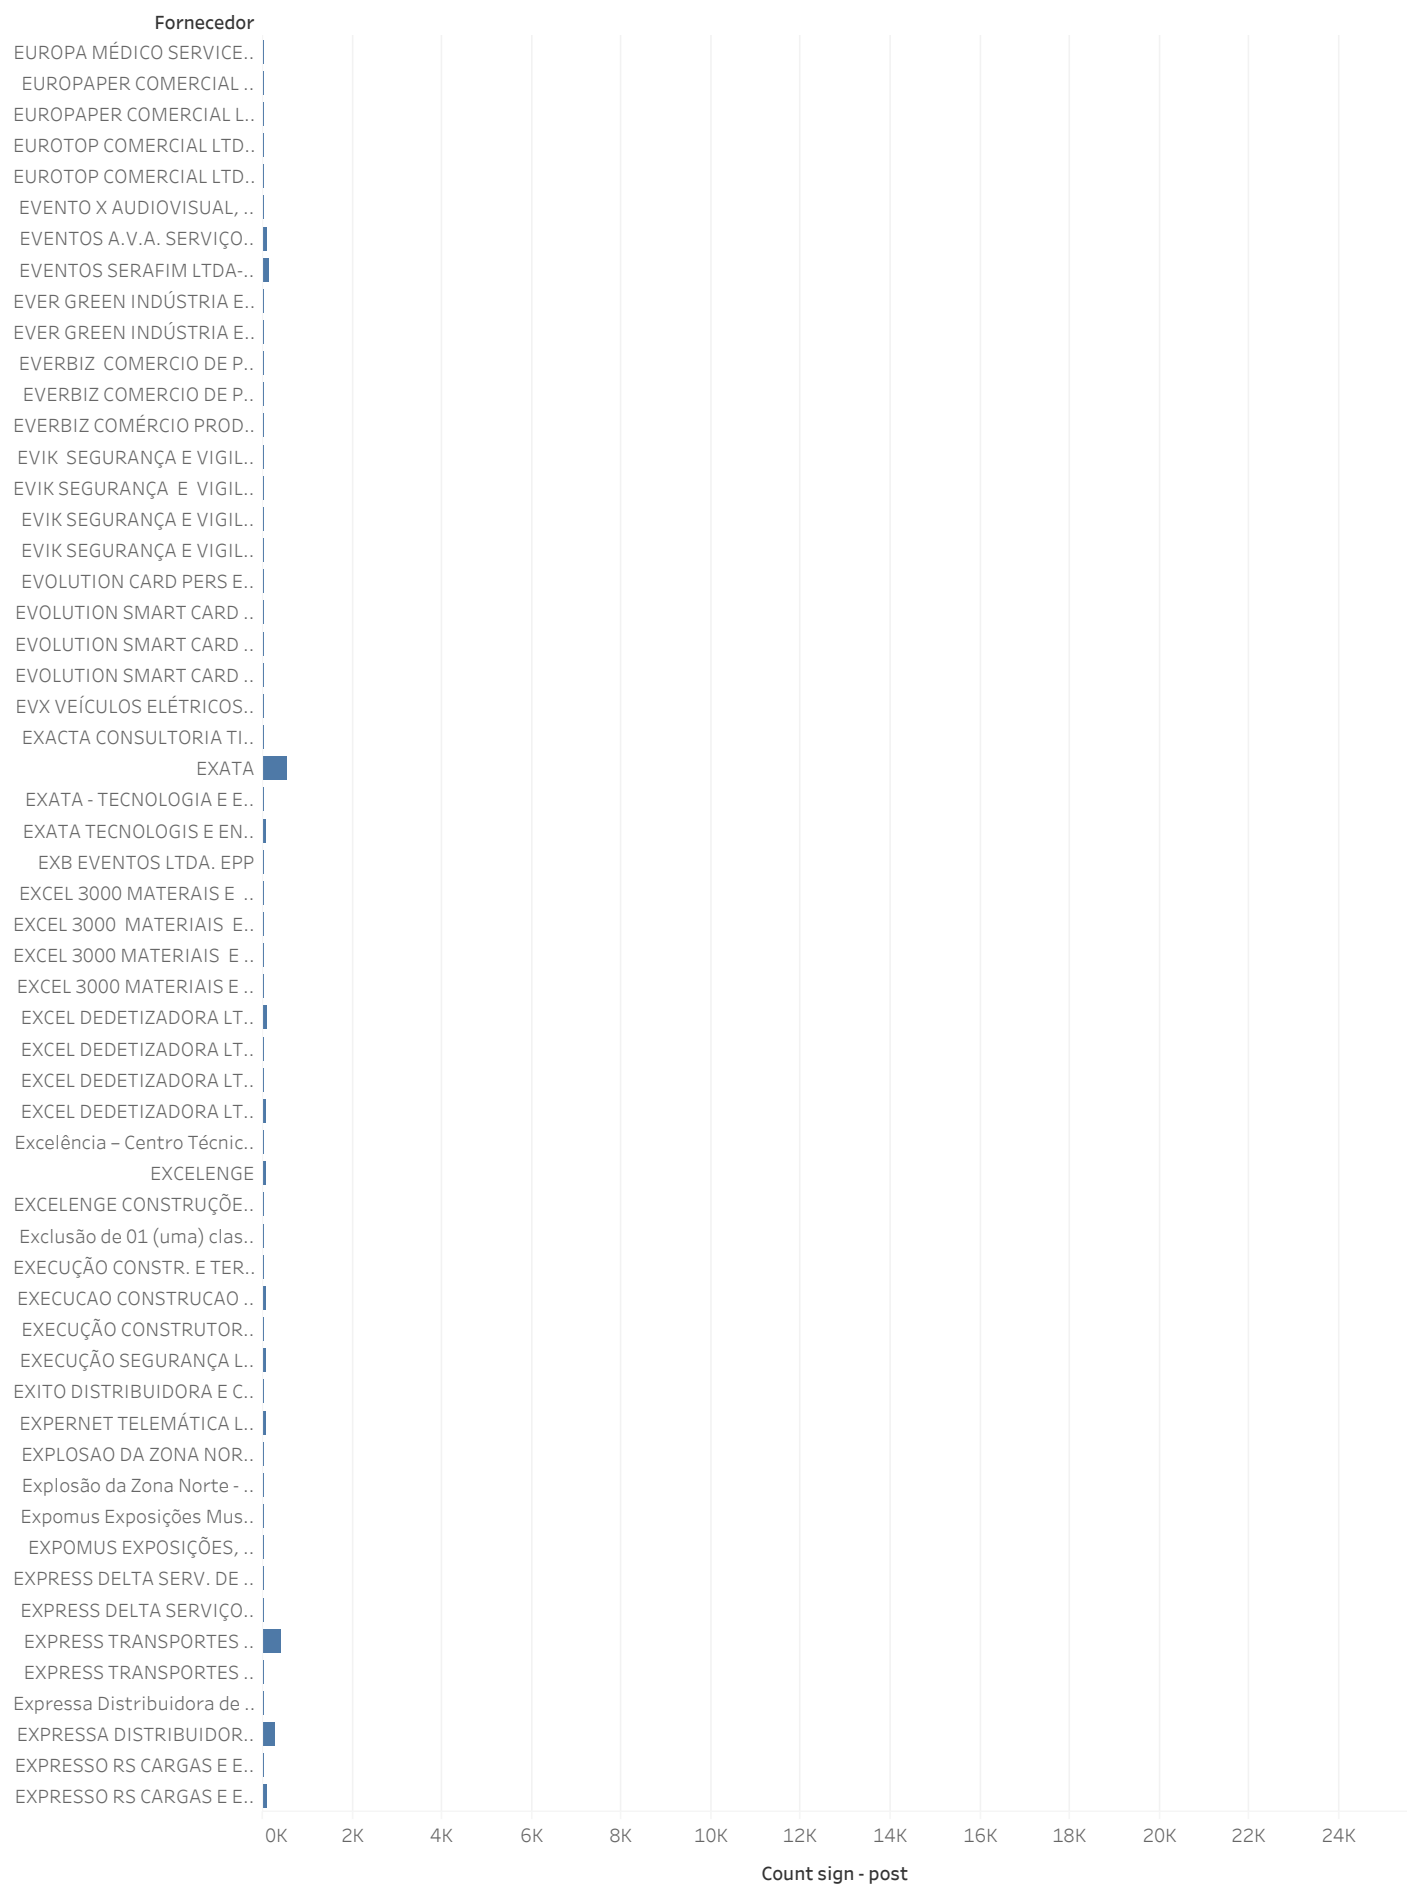 Fornecedor
EUROPA MÉDICO SERVICE..
EUROPAPER COMERCIAL ..
EUROPAPER COMERCIAL L..
EUROTOP COMERCIAL LTD..
EUROTOP COMERCIAL LTD..
EVENTO X AUDIOVISUAL, ..
EVENTOS A.V.A. SERVIÇO..
EVENTOS SERAFIM LTDA-..
EVER GREEN INDÚSTRIA E..
EVER GREEN INDÚSTRIA E..
EVERBIZ  COMERCIO DE P..
EVERBIZ COMERCIO DE P..
EVERBIZ COMÉRCIO PROD..
EVIK  SEGURANÇA E VIGIL..
EVIK SEGURANÇA  E  VIGIL..
EVIK SEGURANÇA E VIGIL..
EVIK SEGURANÇA E VIGIL..
EVOLUTION CARD PERS E..
EVOLUTION SMART CARD ..
EVOLUTION SMART CARD ..
EVOLUTION SMART CARD ..
EVX VEÍCULOS ELÉTRICOS..
EXACTA CONSULTORIA TI..
EXATA
EXATA - TECNOLOGIA E E..
EXATA TECNOLOGIS E EN..
EXB EVENTOS LTDA. EPP
EXCEL 3000 MATERAIS E  ..
EXCEL 3000  MATERIAIS  E..
EXCEL 3000 MATERIAIS  E ..
EXCEL 3000 MATERIAIS E ..
EXCEL DEDETIZADORA LT..
EXCEL DEDETIZADORA LT..
EXCEL DEDETIZADORA LT..
EXCEL DEDETIZADORA LT..
Excelência – Centro Técnic..
EXCELENGE
EXCELENGE CONSTRUÇÕE..
Exclusão de 01 (uma) clas..
EXECUÇÃO CONSTR. E TER..
EXECUCAO CONSTRUCAO ..
EXECUÇÃO CONSTRUTOR..
EXECUÇÃO SEGURANÇA L..
EXITO DISTRIBUIDORA E C..
EXPERNET TELEMÁTICA L..
EXPLOSAO DA ZONA NOR..
Explosão da Zona Norte - ..
Expomus Exposições Mus..
EXPOMUS EXPOSIÇÕES, ..
EXPRESS DELTA SERV. DE ..
EXPRESS DELTA SERVIÇO..
EXPRESS TRANSPORTES ..
EXPRESS TRANSPORTES ..
Expressa Distribuidora de ..
EXPRESSA DISTRIBUIDOR..
EXPRESSO RS CARGAS E E..
EXPRESSO RS CARGAS E E..
0K 2K 4K 6K 8K 10K 12K 14K 16K 18K 20K 22K 24K
Count sign - post